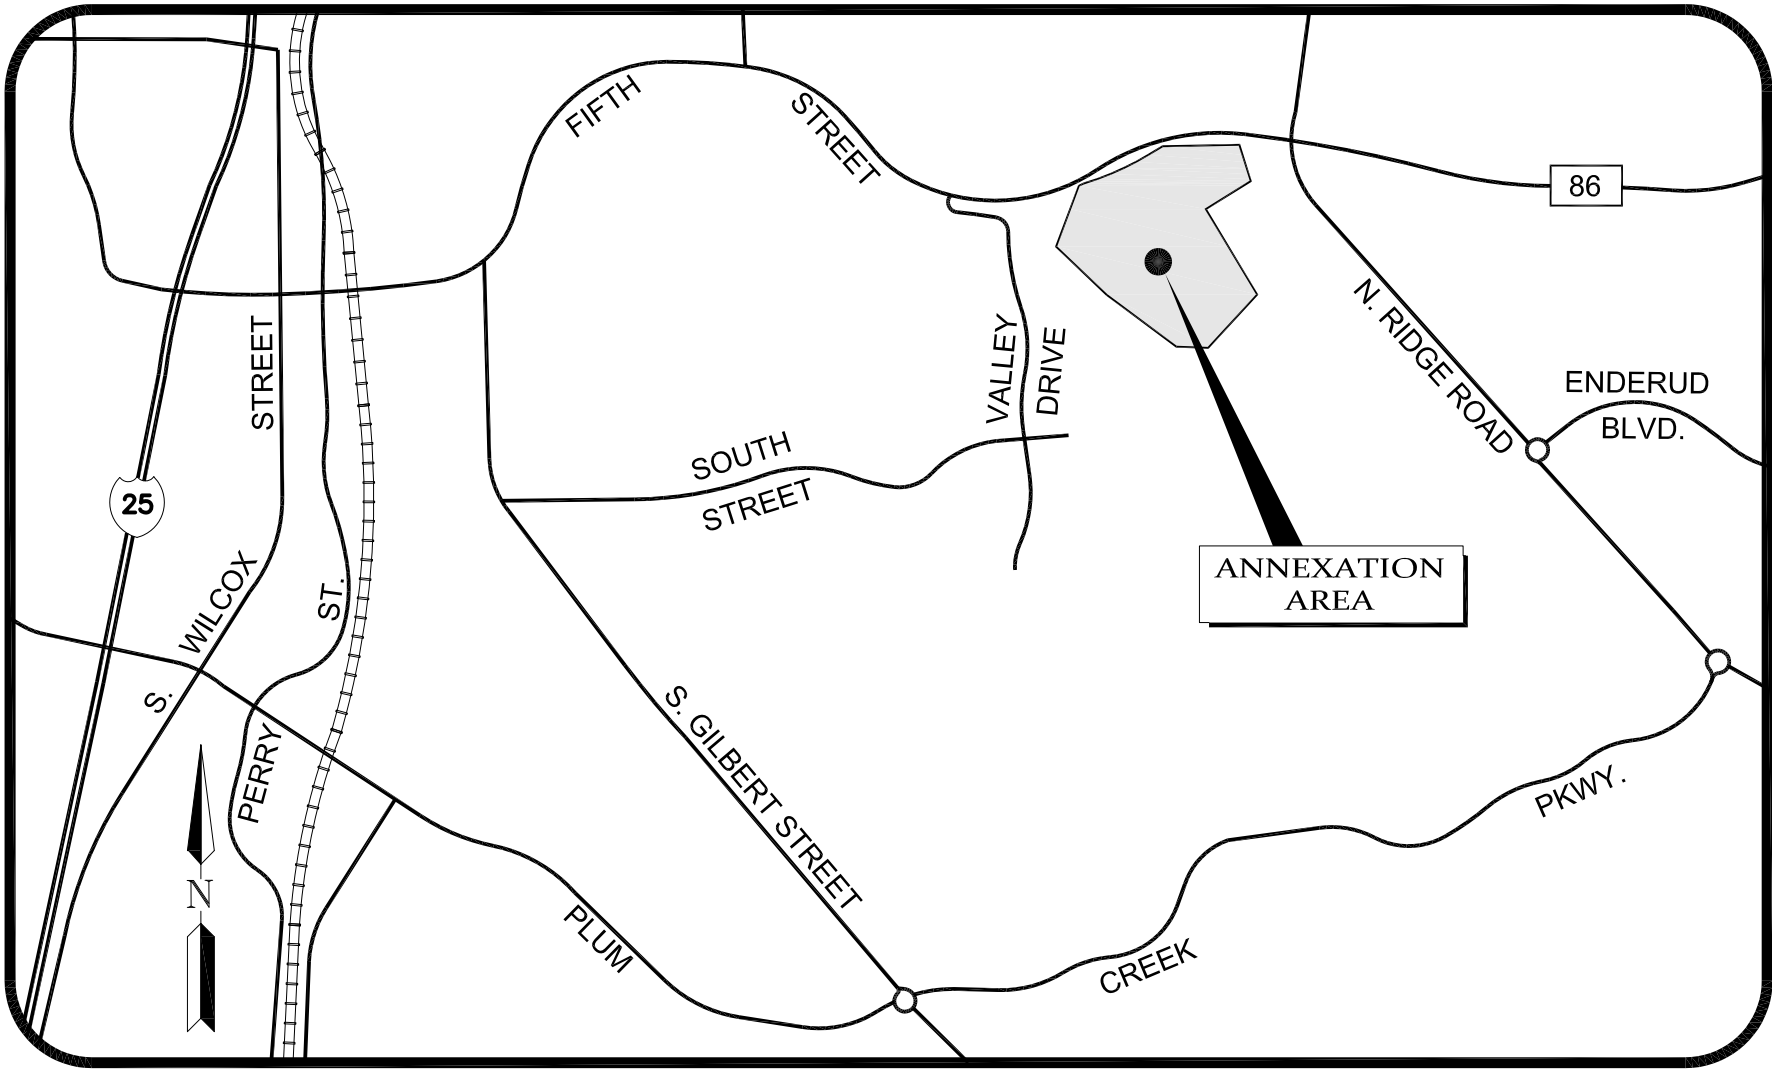 FIFTH
STREET
86
STREET
VALLEY
DRIVE
N. RIDGE ROAD
ENDERUD
BLVD.
SOUTH
STREET
25
S.
WILCOX
ST.
ANNEXATION
AREA
S. GILBERT STREET
PERRY
N
PLUM
CREEK
PKWY.